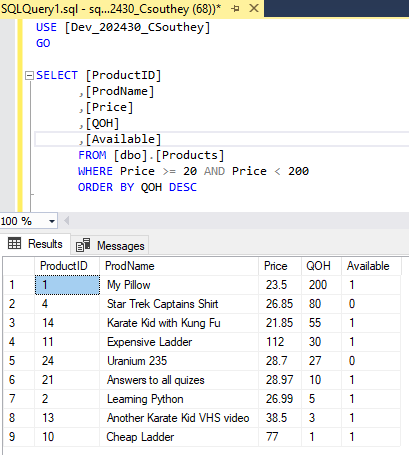 SQLQuery1.sql - sq...2430_Csouthey (68))*
USE [Dev_202430_CSouthey]
GO
SELECT [ProductID]
,[ProdName]
,[Price]
,[QOH]
,[Available]
FROM [dbo].[Products]
WHERE Price >= 20 AND Price < 200
ORDER BY QOH DESC
100 %
Results Messages
ProductID ProdName Price QOH Available
1 1 My Pillow 23.5 200 1
2 4 Star Trek Captains Shirt 26.85 80 0
3 14 Karate Kid with Kung Fu 21.85 55 1
4 11 Expensive Ladder 112 30 1
5 24 Uranium 235 28.7 27 0
6 21 Answers to all quizes 28.97 10 1
7 2 Learning Python 26.99 5 1
8 13 Another Karate Kid VHS video 38.5 3 1
9 10 Cheap Ladder 77 1 1